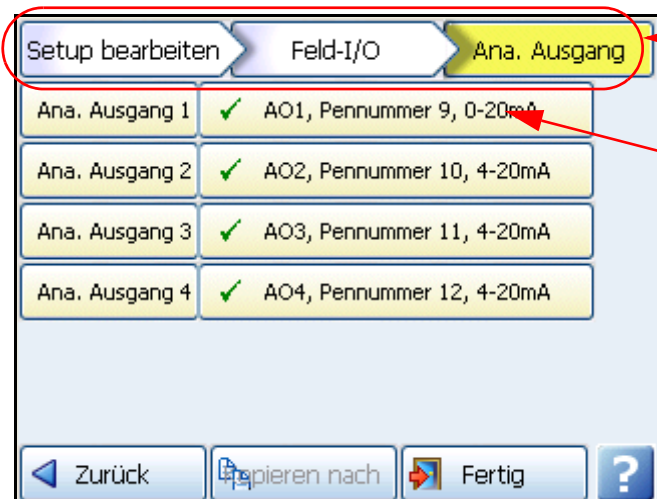 Setup bearbeiten Feld-I/O Ana. Ausgang
Ana. Ausgang 1 ✓ AO1, Pennummer 9, 0-20mA
Ana. Ausgang 2 ✓ AO2, Pennummer 10, 4-20mA
Ana. Ausgang 3 ✓ AO3, Pennummer 11, 4-20mA
Ana. Ausgang 4 ✓ AO4, Pennummer 12, 4-20mA
Zurück Kopieren nach Fertig ?